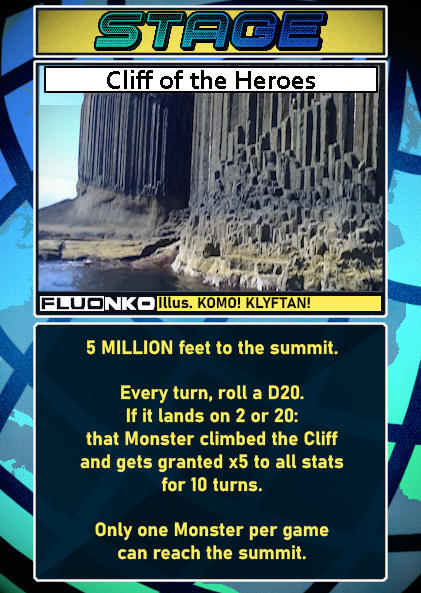 STAGE
Cliff of the Heroes
FLUONKO Illus. KOMO! KLYFTAN!
5 MILLION feet to the summit.
Every turn, roll a D20.
If it lands on 2 or 20:
that Monster climbed the Cliff
and gets granted x5 to all stats
for 10 turns.
Only one Monster per game
can reach the summit.